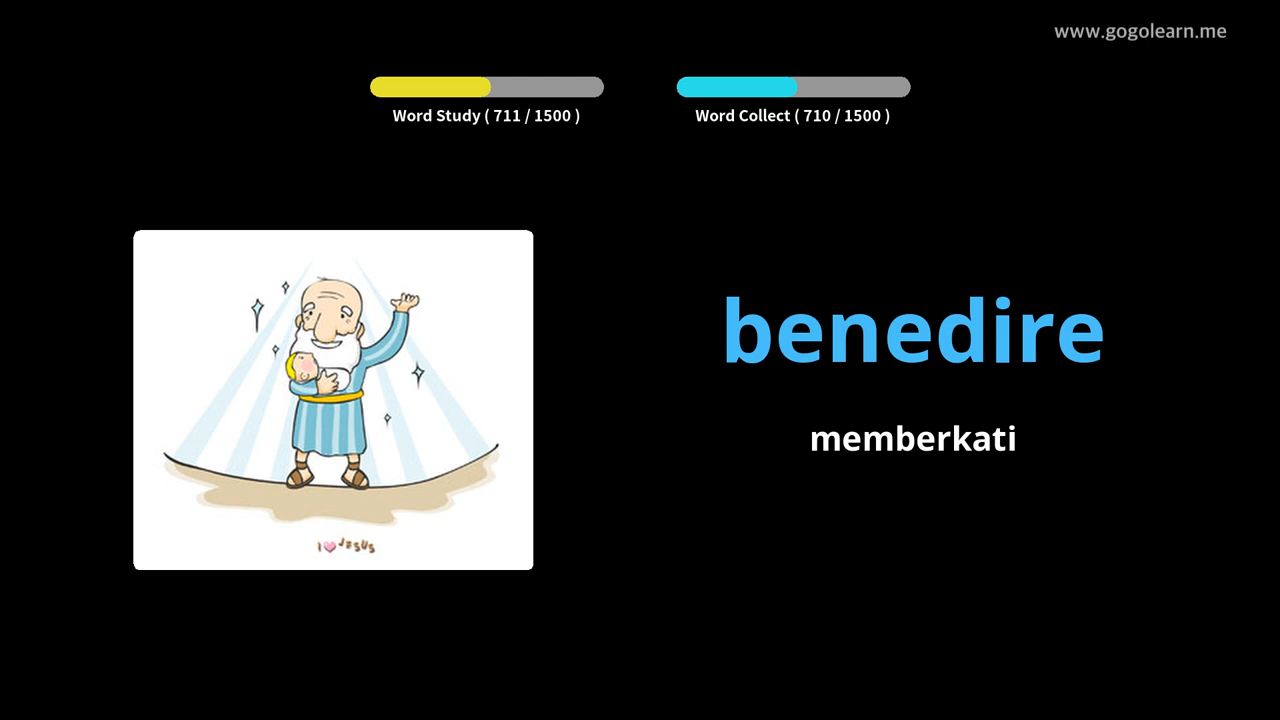 www.gogolearn.me
Word Study ( 711 / 1500 )
Word Collect ( 710 / 1500 )
benedire
memberkati
I JESUS